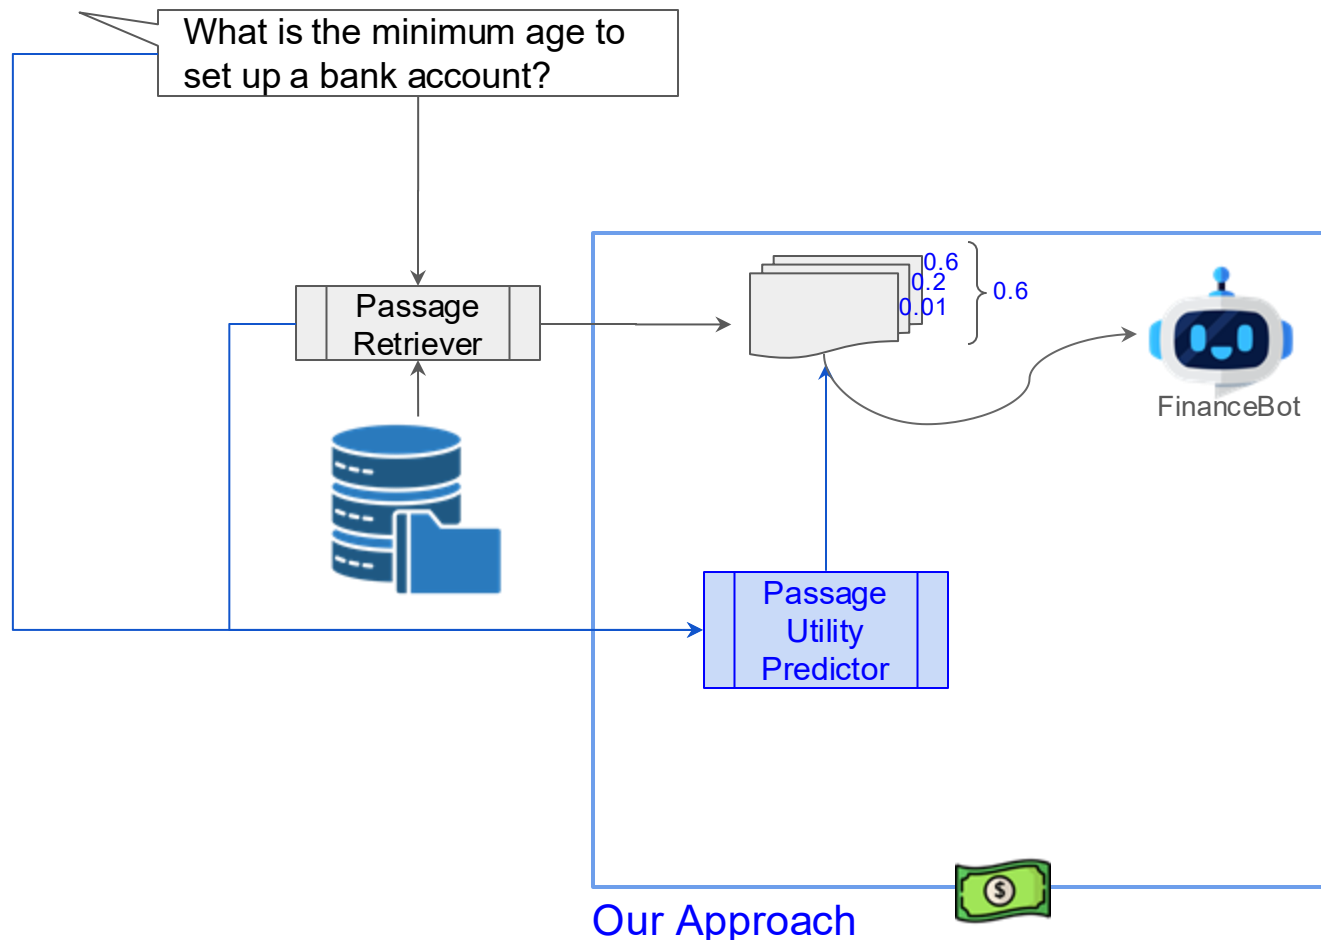 What is the minimum age to
set up a bank account?
0.6
0.2
0.01
0.6
Passage
Retriever
FinanceBot
Passage
Utility
Predictor
$
Our Approach